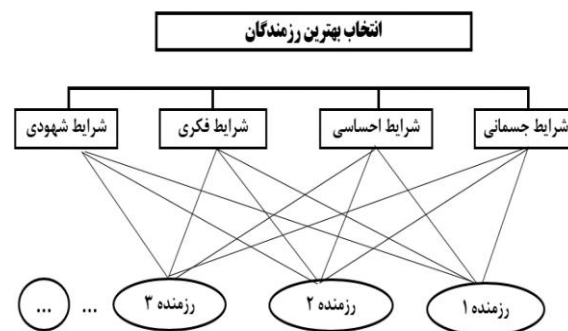 انتخاب بهترین رزمندگان
شرایط جسمانی
شرایط احساسی
شرایط فکری
شرایط شهودی
رزمنده ۱
رزمنده ۲
رزمنده ۳
...
...